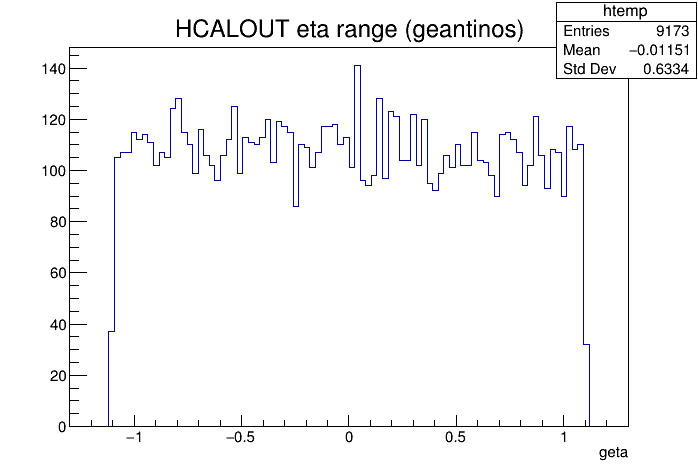 HCALOUT eta range (geantinos)
htemp
Entries 9173
Mean −0.01151
Std Dev 0.6334
140
120
100
80
60
40
20
0
−1 −0.5 0 0.5 1
geta